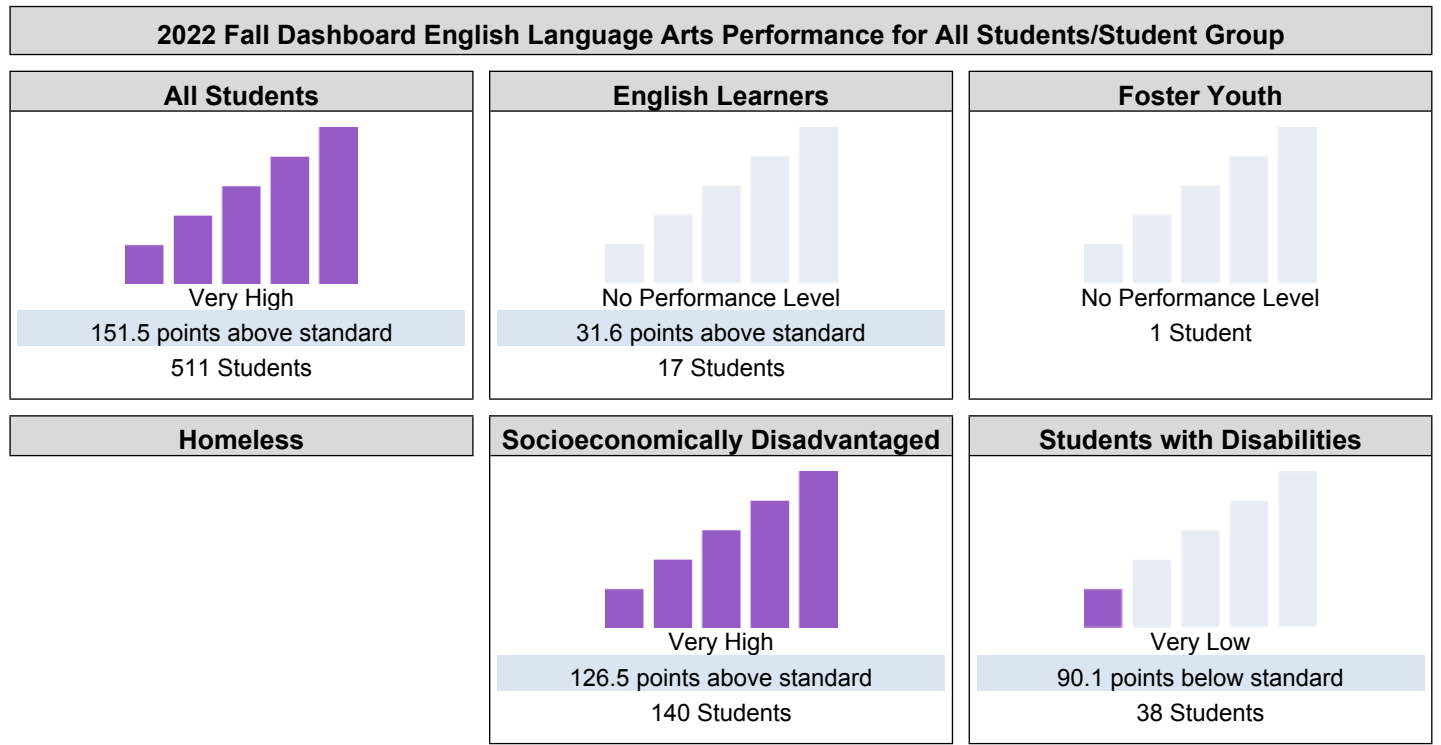 2022 Fall Dashboard English Language Arts Performance for All Students/Student Group
All Students
Very High
151.5 points above standard
511 Students
English Learners
No Performance Level
31.6 points above standard
17 Students
Foster Youth
No Performance Level
1 Student
Homeless
Socioeconomically Disadvantaged
Very High
126.5 points above standard
140 Students
Students with Disabilities
Very Low
90.1 points below standard
38 Students